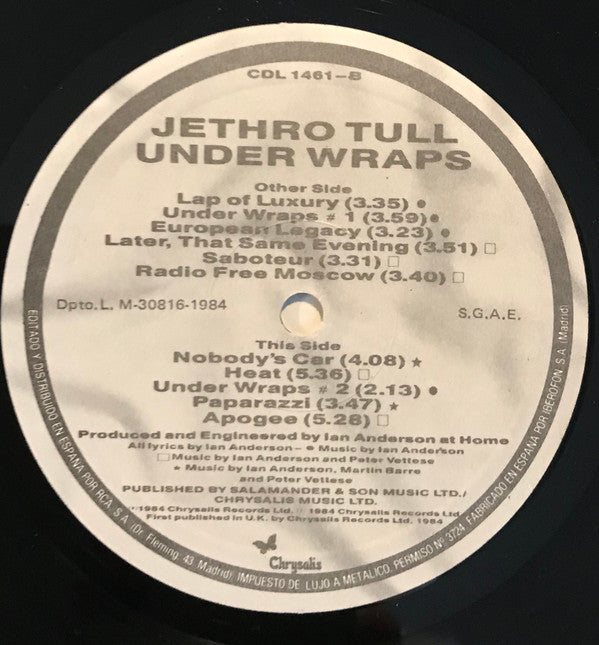 CDL 1461-B
JETHRO TULL
UNDER WRAPS
Other Side
Lap of Luxury (3.35) ●
Under Wraps # 1 (3.59) ●
European Legacy (3.23) ●
Later, That Same Evening (3.51) □
Saboteur (3.31) □
Radio Free Moscow (3.40) □
Dpto. L. M-30816-1984
S.G.A.E.
This Side
Nobody's Car (4.08) ★
Heat (5.36) □
Under Wraps # 2 (2.13) ●
Paparazzi (3.47) ★
Apogee (5.28) □
Produced and Engineered by Ian Anderson at Home
All lyrics by Ian Anderson – ● Music by Ian Anderson
□ Music by Ian Anderson and Peter Vettese
★ Music by Ian Anderson, Martin Barre
and Peter Vettese
PUBLISHED BY SALAMANDER & SON MUSIC LTD./
CHRYSALIS MUSIC LTD.
1984 Chrysalis Records Ltd. 1984 Chrysalis Records Ltd
First published in U.K. by Chrysalis Records Ltd. 1984
Chrysalis
EDITADO Y DISTRIBUIDO EN ESPAÑA POR RCA, S.A. (Dr. Fleming, 43 Madrid). IMPUESTO DE LUJO A METALICO. PERMISO Nº 3724 FABRICADO EN ESPAÑA POR IBEROFON S.A. (Madrid)